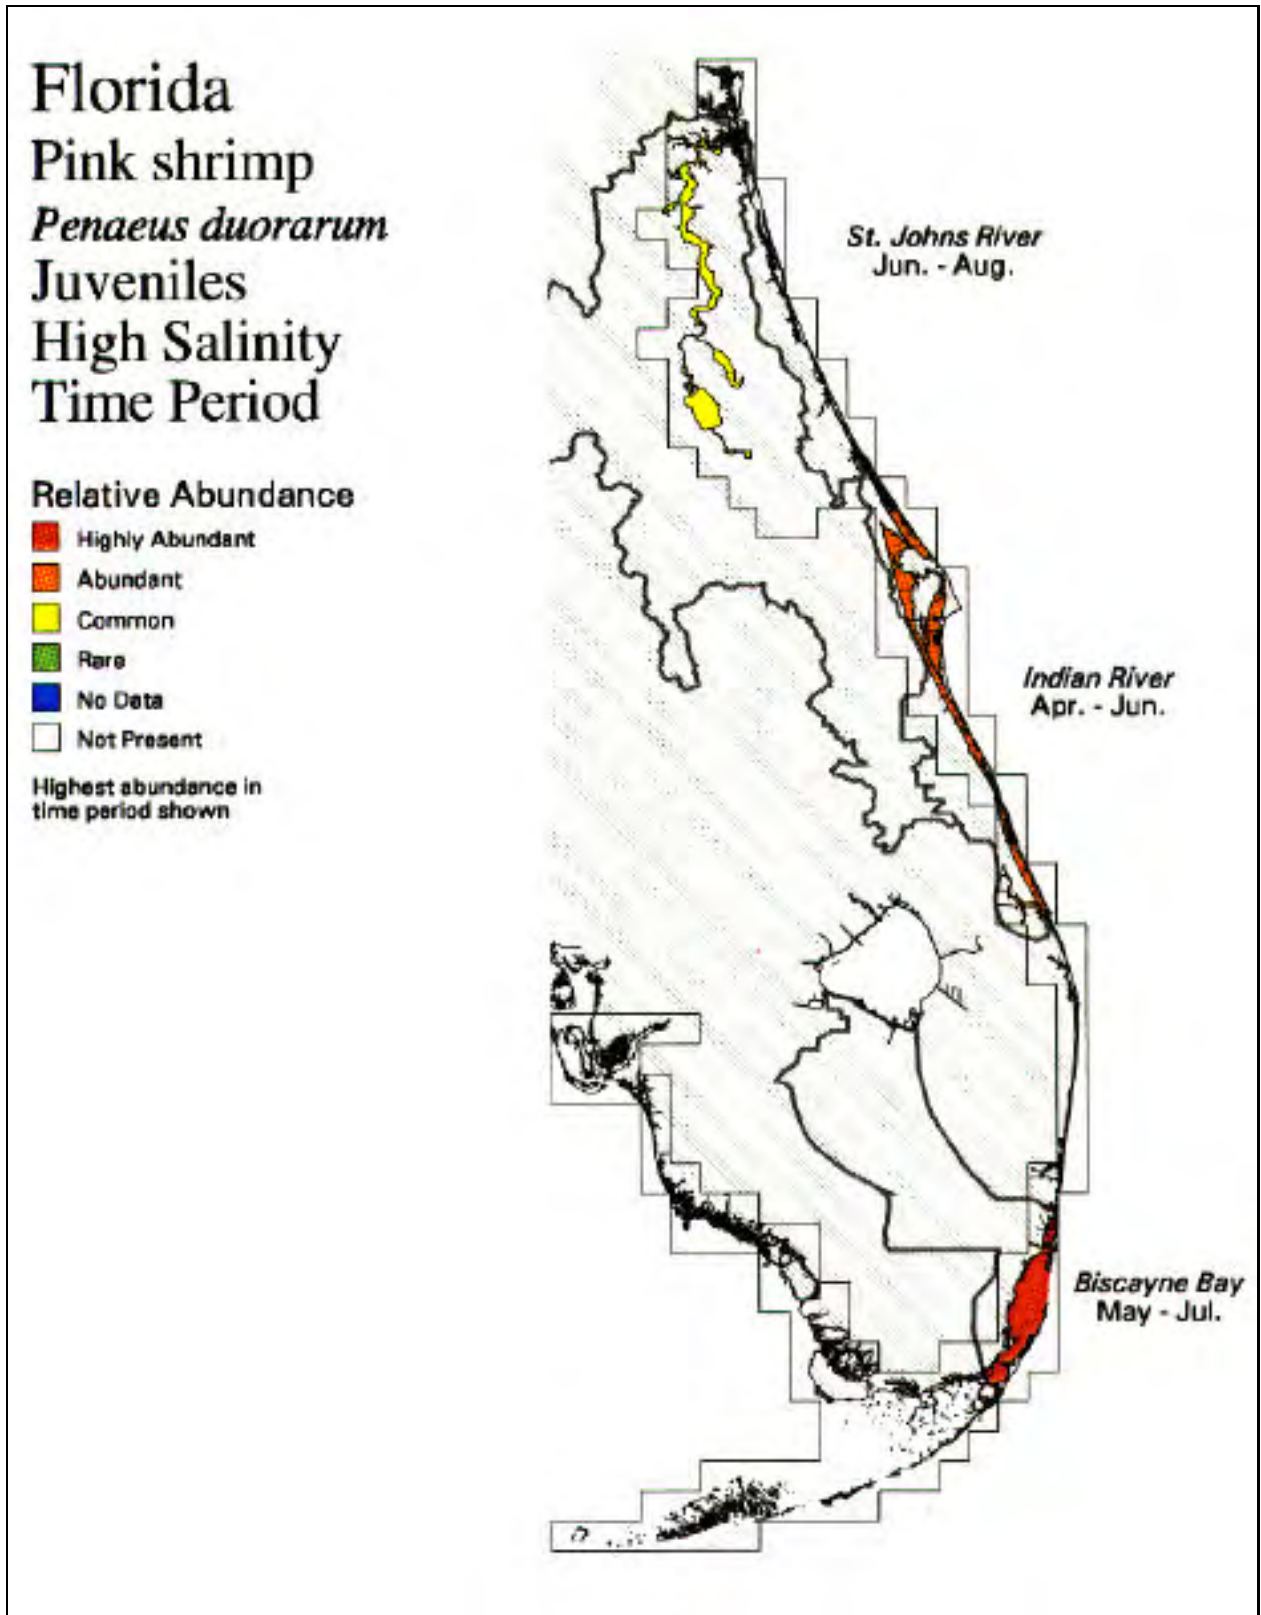 Florida
Pink shrimp
Penaeus duorarum
Juveniles
High Salinity
Time Period
Relative Abundance
Highly Abundant
Abundant
Common
Rare
No Data
Not Present
Highest abundance in
time period shown
St. Johns River
Jun. - Aug.
Indian River
Apr. - Jun.
Biscayne Bay
May - Jul.